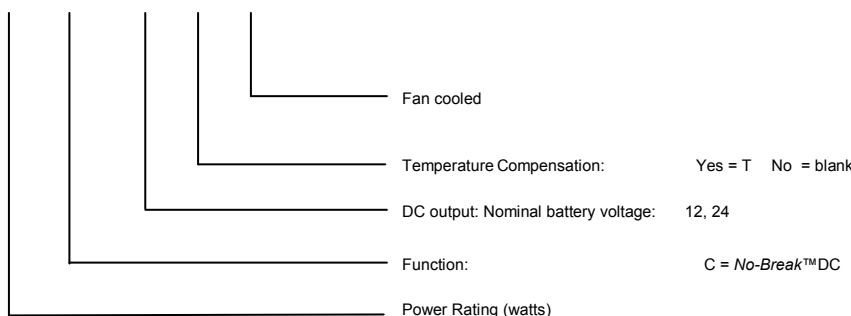 Fan cooled
Temperature Compensation: Yes = T No = blank
DC output: Nominal battery voltage: 12, 24
Function: C = No-Break™DC
Power Rating (watts)